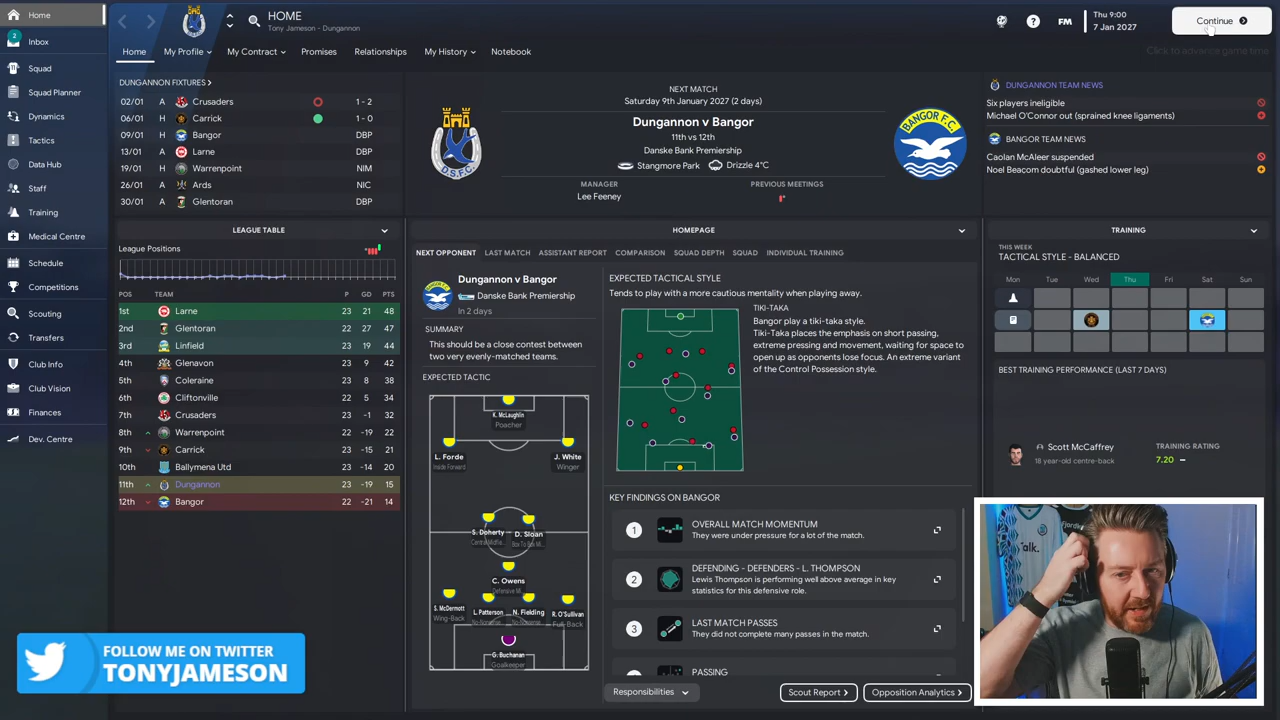 Home
HOME
Tony Jameson - Dungannon
FM
Thu 9:00
7 Jan 2027
Continue
Click to advance game time
2
Inbox
Squad
Squad Planner
Dynamics
Tactics
Data Hub
Staff
Training
Medical Centre
Schedule
Competitions
Scouting
Transfers
Club Info
Club Vision
Finances
Dev. Centre
Home
My Profile
My Contract
Promises
Relationships
My History
Notebook
DUNGANNON FIXTURES
02/01 A Crusaders 1 - 2
06/01 H Carrick 1 - 0
09/01 H Bangor DBP
13/01 A Larne DBP
19/01 H Warrenpoint NIM
26/01 A Ards NIC
30/01 A Glentoran DBP
NEXT MATCH
Saturday 9th January 2027 (2 days)
Dungannon v Bangor
11th vs 12th
Danske Bank Premiership
Stangmore Park
Drizzle 4°C
MANAGER
Lee Feeney
PREVIOUS MEETINGS
D.S.F.C.
BANGOR F.C.
DUNGANNON TEAM NEWS
Six players ineligible
Michael O'Connor out (sprained knee ligaments)
BANGOR TEAM NEWS
Caolan McAleer suspended
Noel Beacom doubtful (gashed lower leg)
LEAGUE TABLE
League Positions
POS TEAM P GD PTS
1st Larne 23 21 48
2nd Glentoran 22 27 47
3rd Linfield 23 19 44
4th Glenavon 23 9 42
5th Coleraine 23 8 38
6th Cliftonville 22 5 34
7th Crusaders 23 -1 32
8th Warrenpoint 22 -19 22
9th Carrick 23 -15 21
10th Ballymena Utd 23 -14 20
11th Dungannon 23 -19 15
12th Bangor 22 -21 14
HOMEPAGE
NEXT OPPONENT
LAST MATCH
ASSISTANT REPORT
COMPARISON
SQUAD DEPTH
SQUAD
INDIVIDUAL TRAINING
Dungannon v Bangor
Danske Bank Premiership
In 2 days
SUMMARY
This should be a close contest between
two very evenly-matched teams.
EXPECTED TACTIC
K. McLaughlin
Poacher
L. Forde
Inside Forward
J. White
Winger
S. Doherty
D. Sloan
C. Owens
S. McDermott
Wing-Back
L. Patterson
N. Fielding
R. O'Sullivan
Full-Back
G. Buchanan
Goalkeeper
EXPECTED TACTICAL STYLE
Tends to play with a more cautious mentality when playing away.
TIKI-TAKA
Bangor play a tiki-taka style.
Tiki-Taka places the emphasis on short passing,
extreme pressing and movement, waiting for space
to open up as opponents lose focus. An extreme
variant of the Control Possession style.
KEY FINDINGS ON BANGOR
1
OVERALL MATCH MOMENTUM
They were under pressure for a lot of the match.
2
DEFENDING - DEFENDERS - L. THOMPSON
Lewis Thompson is performing well above average in key
statistics for this defensive role.
3
LAST MATCH PASSES
They did not complete many passes in the match.
PASSING
Responsibilities
Scout Report
Opposition Analytics
TRAINING
THIS WEEK
TACTICAL STYLE - BALANCED
Mon Tue Wed Thu Fri Sat Sun
BEST TRAINING PERFORMANCE (LAST 7 DAYS)
Scott McCaffrey
18 year-old centre-back
TRAINING RATING
7.20
Talk.
FOLLOW ME ON TWITTER
TONYJAMESON